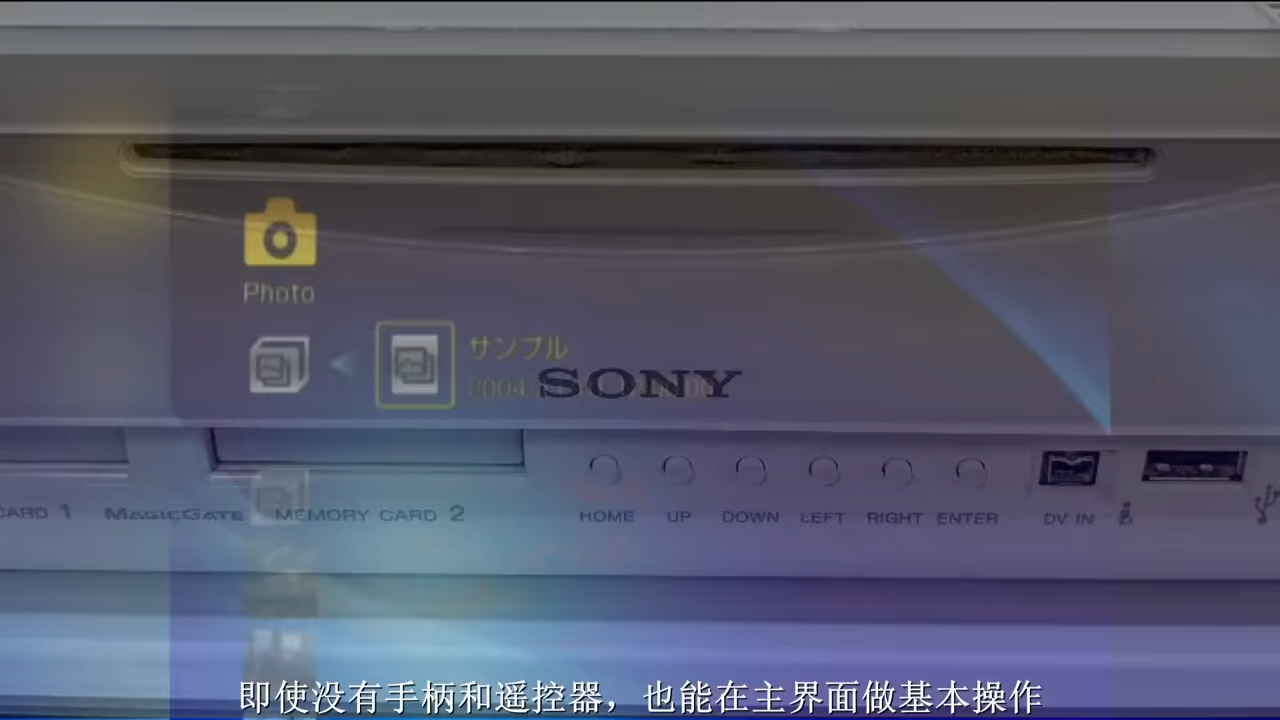 Photo
サンプル
SONY
CARD 1
MAGICGATE
MEMORY CARD 2
HOME
UP
DOWN
LEFT
RIGHT
ENTER
DV IN
即使没有手柄和遥控器，也能在主界面做基本操作